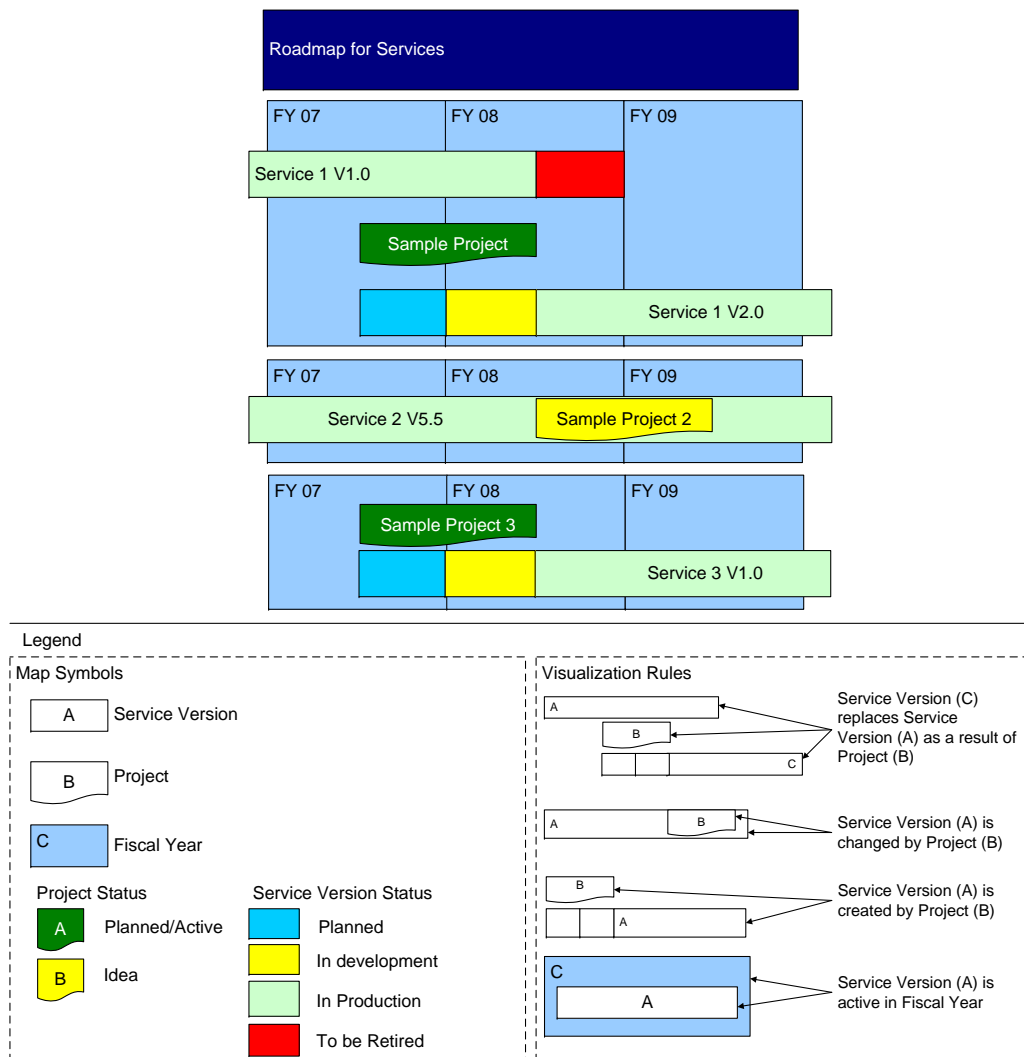 Roadmap for Services
FY 07
FY 08
FY 09
Service 1 V1.0
Sample Project
Service 1 V2.0
FY 07
FY 08
FY 09
Service 2 V5.5
Sample Project 2
FY 07
FY 08
FY 09
Sample Project 3
Service 3 V1.0
Legend
Map Symbols
A
Service Version
B
Project
C
Fiscal Year
Project Status
A
Planned/Active
B
Idea
Service Version Status
Planned
In development
In Production
To be Retired
Visualization Rules
A
B
C
Service Version (C)
replaces Service
Version (A) as a result of
Project (B)
A
B
Service Version (A) is
changed by Project (B)
B
A
Service Version (A) is
created by Project (B)
C
A
Service Version (A) is
active in Fiscal Year